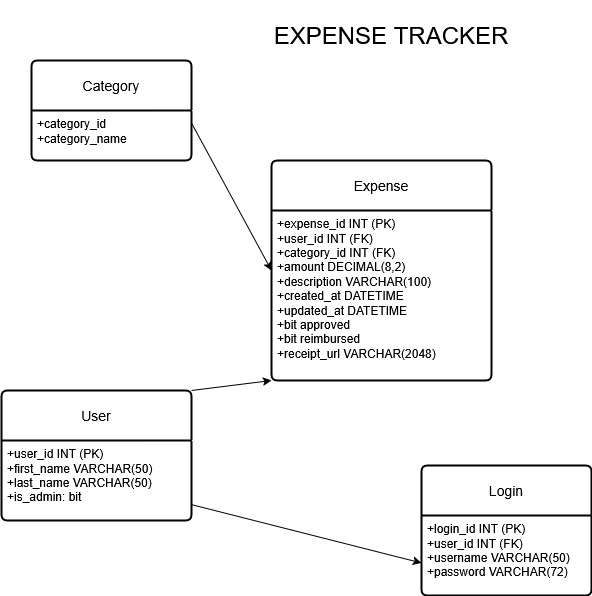 EXPENSE TRACKER
Category
+category_id
+category_name
Expense
+expense_id INT (PK)
+user_id INT (FK)
+category_id INT (FK)
+amount DECIMAL(8,2)
+description VARCHAR(100)
+created_at DATETIME
+updated_at DATETIME
+bit approved
+bit reimbursed
+receipt_url VARCHAR(2048)
User
+user_id INT (PK)
+first_name VARCHAR(50)
+last_name VARCHAR(50)
+is_admin: bit
Login
+login_id INT (PK)
+user_id INT (FK)
+username VARCHAR(50)
+password VARCHAR(72)